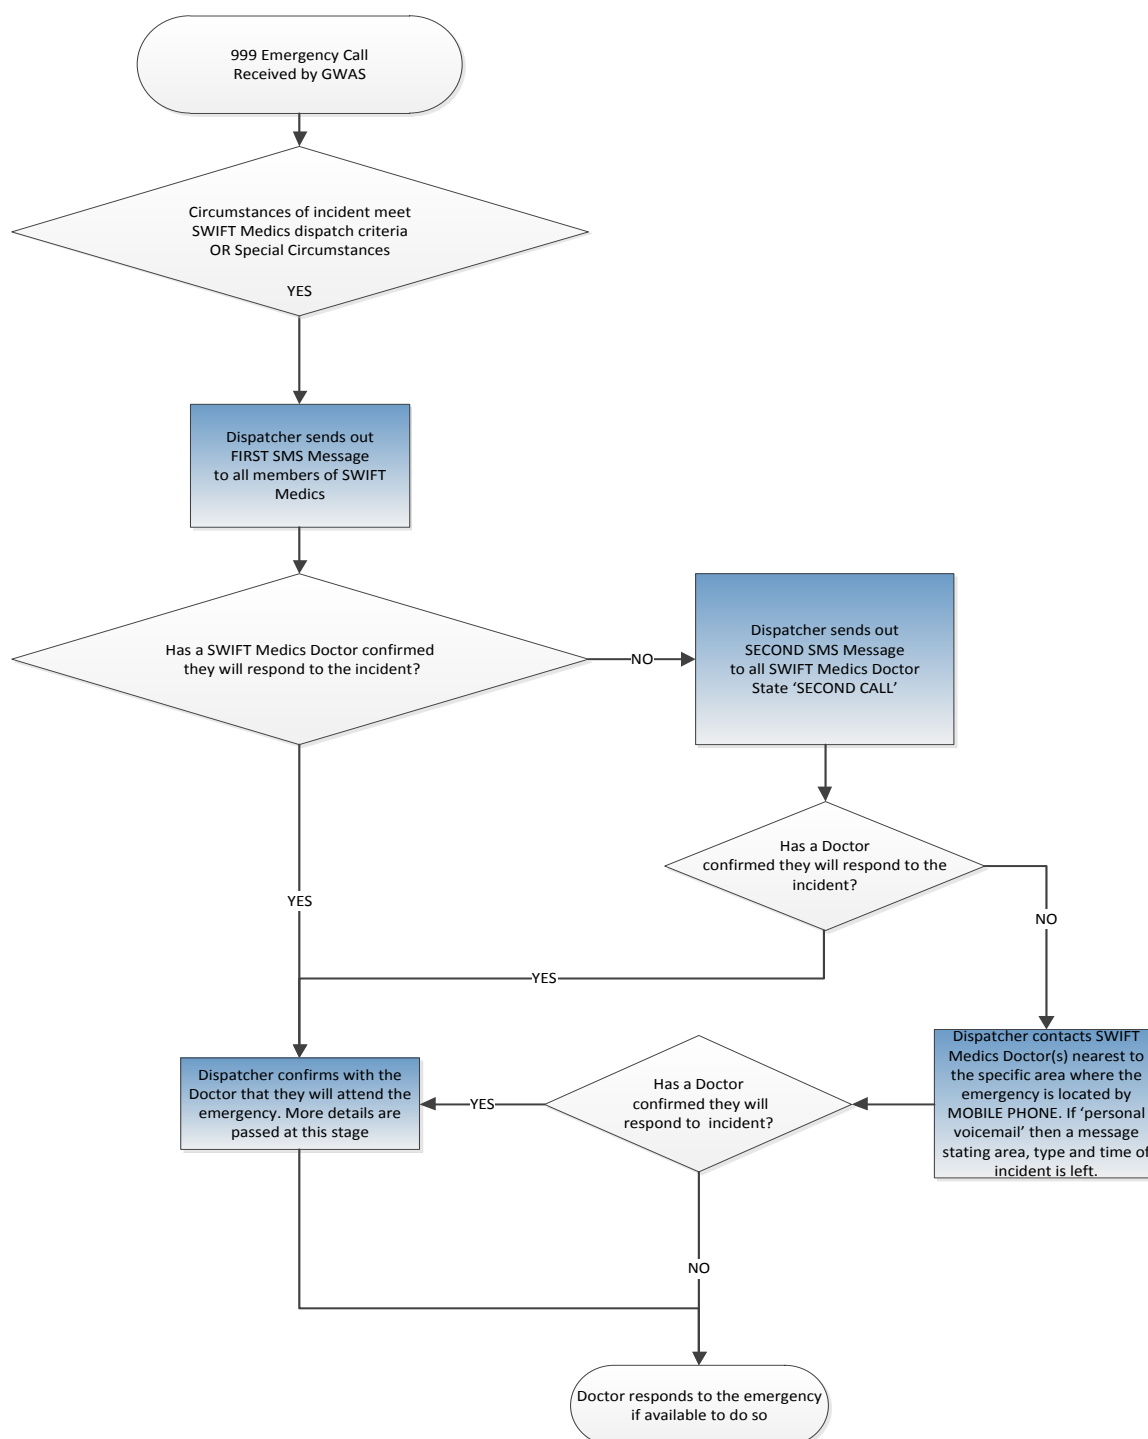 999 Emergency Call
Received by GWAS
Circumstances of incident meet
SWIFT Medics dispatch criteria
OR Special Circumstances
YES
Dispatcher sends out
FIRST SMS Message
to all members of SWIFT
Medics
Has a SWIFT Medics Doctor confirmed
they will respond to the incident?
NO
Dispatcher sends out
SECOND SMS Message
to all SWIFT Medics Doctor
State ‘SECOND CALL’
Has a Doctor
confirmed they will respond to the
incident?
YES
NO
YES
Dispatcher contacts SWIFT
Medics Doctor(s) nearest to
the specific area where the
emergency is located by
MOBILE PHONE. If ‘personal
voicemail’ then a message
stating area, type and time of
incident is left.
Has a Doctor
confirmed they will
respond to incident?
YES
Dispatcher confirms with the
Doctor that they will attend the
emergency. More details are
passed at this stage
NO
Doctor responds to the emergency
if available to do so